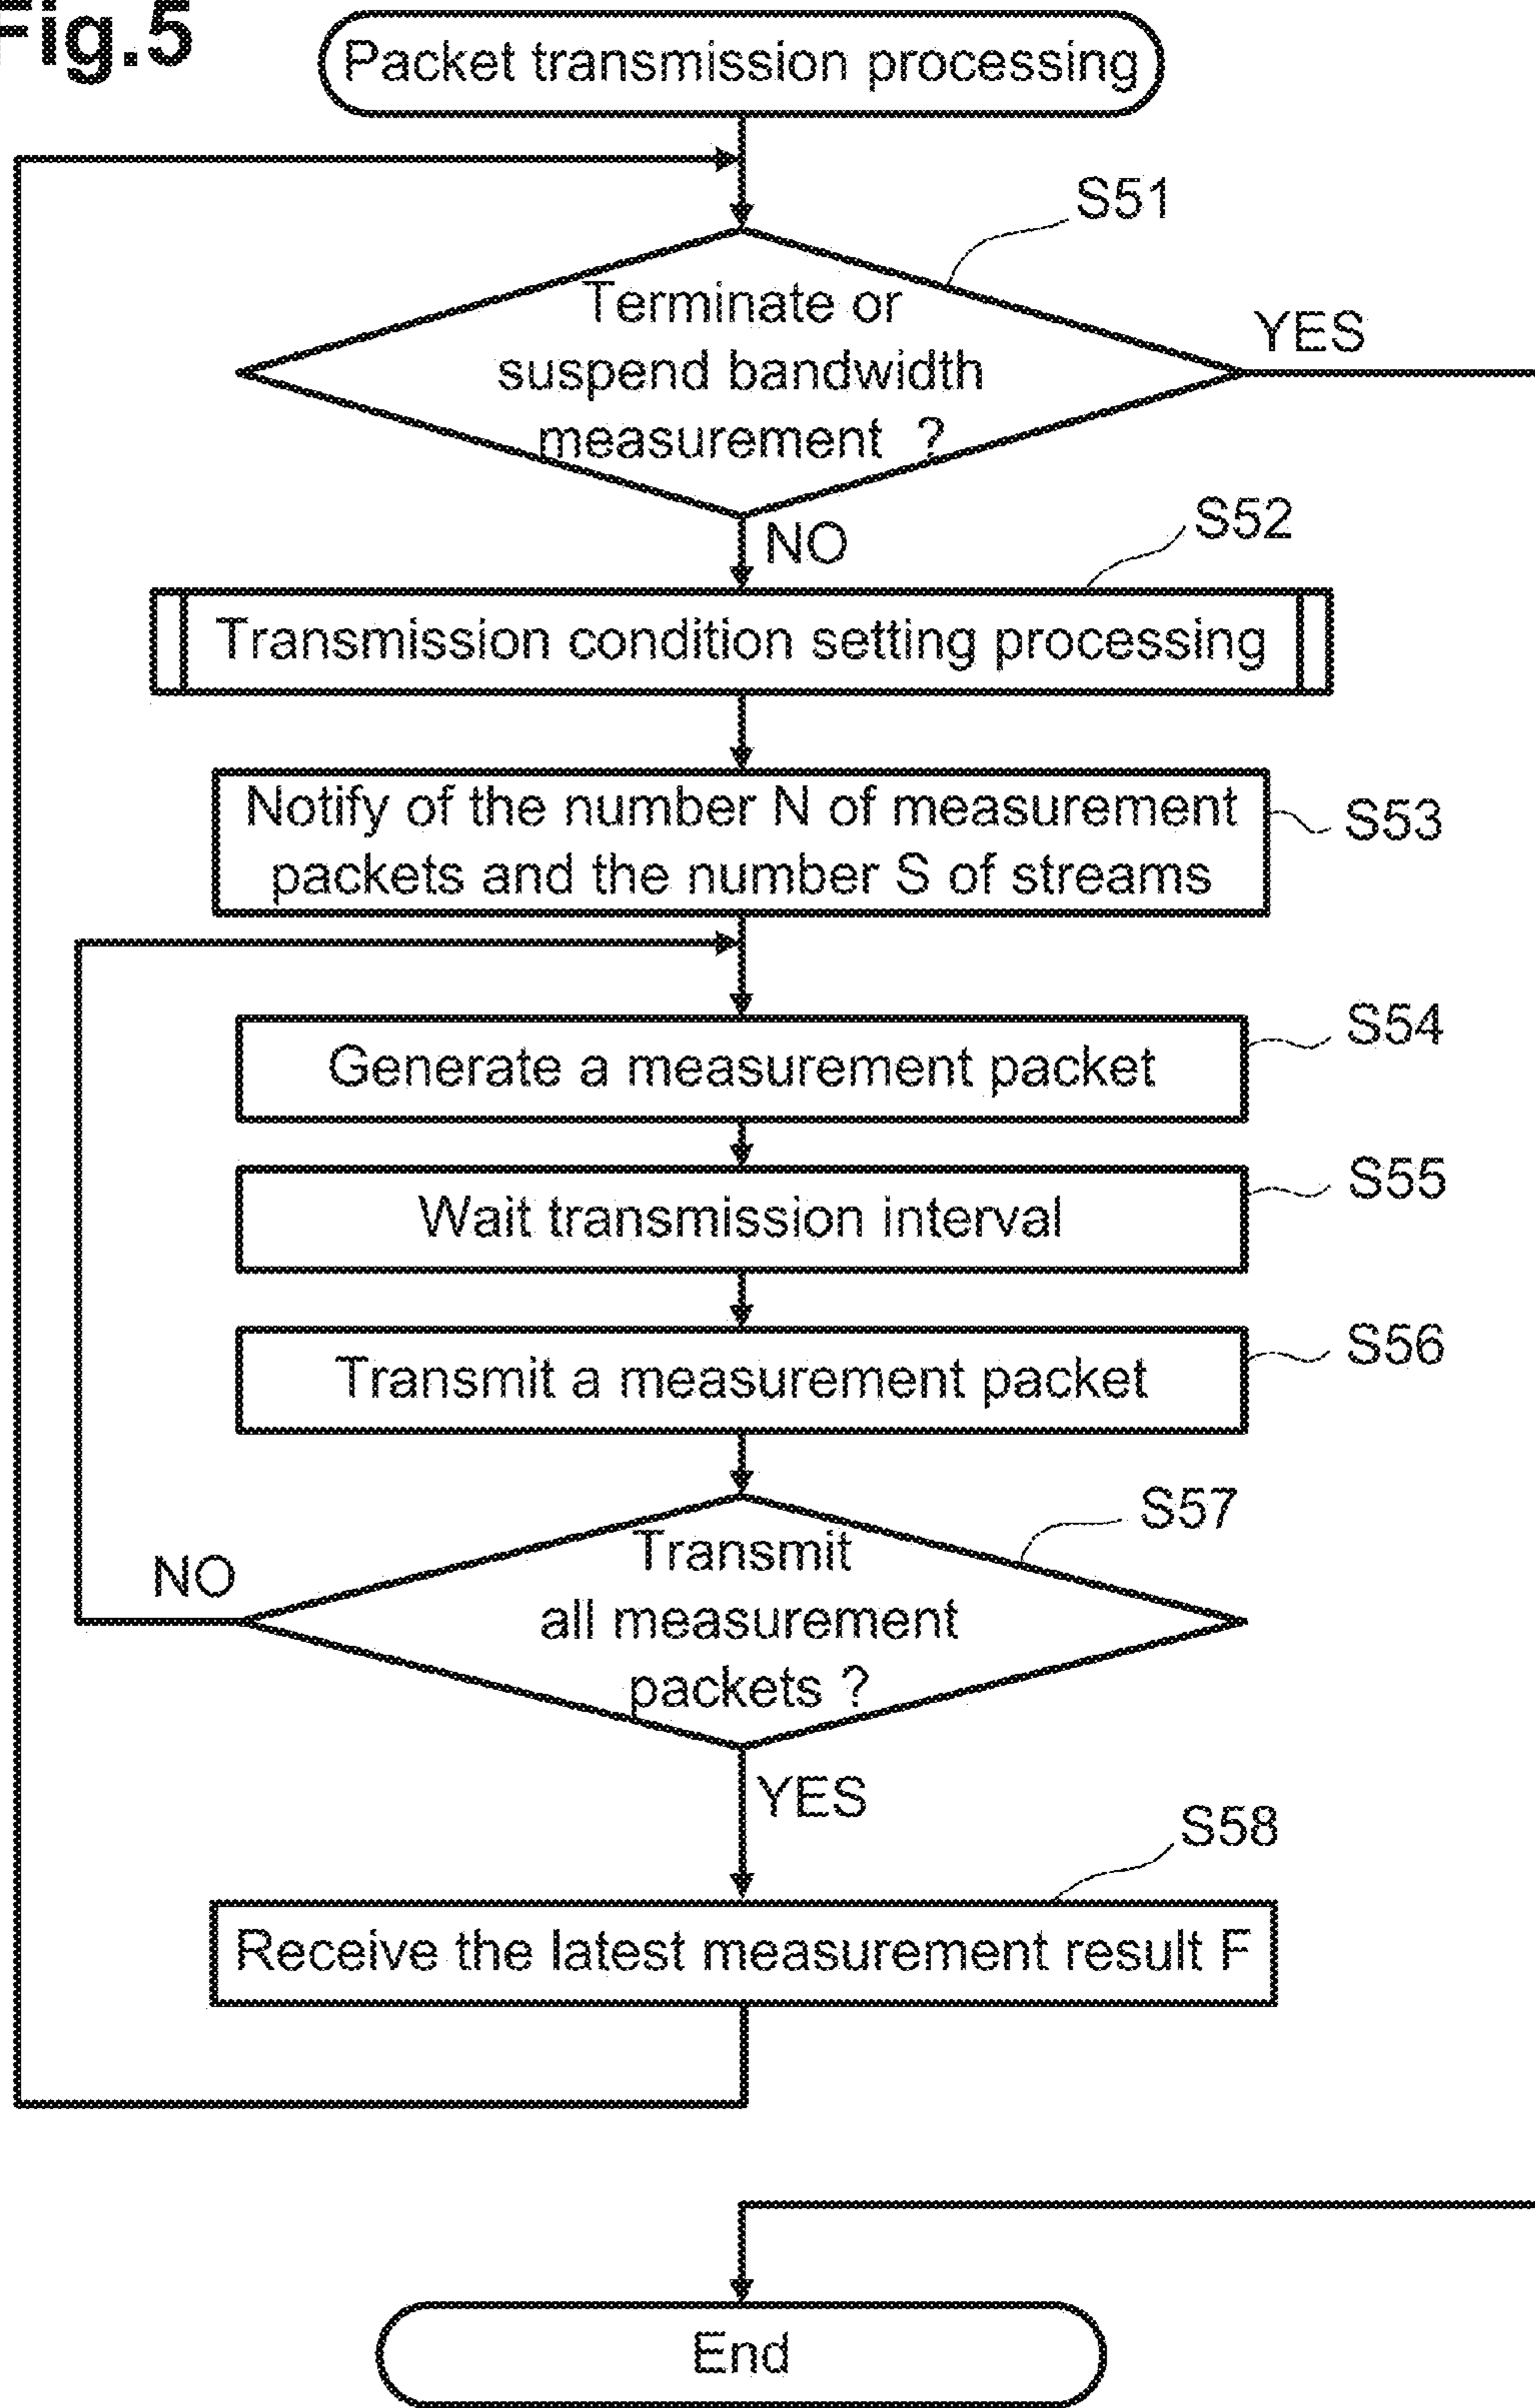 Fig.5
Packet transmission processing
S51
Terminate or
suspend bandwidth
measurement ?
YES
NO
S52
Transmission condition setting processing
Notify of the number N of measurement
packets and the number S of streams
S53
S54
Generate a measurement packet
S55
Wait transmission interval
S56
Transmit a measurement packet
S57
Transmit
all measurement
packets ?
NO
YES
S58
Receive the latest measurement result F
End